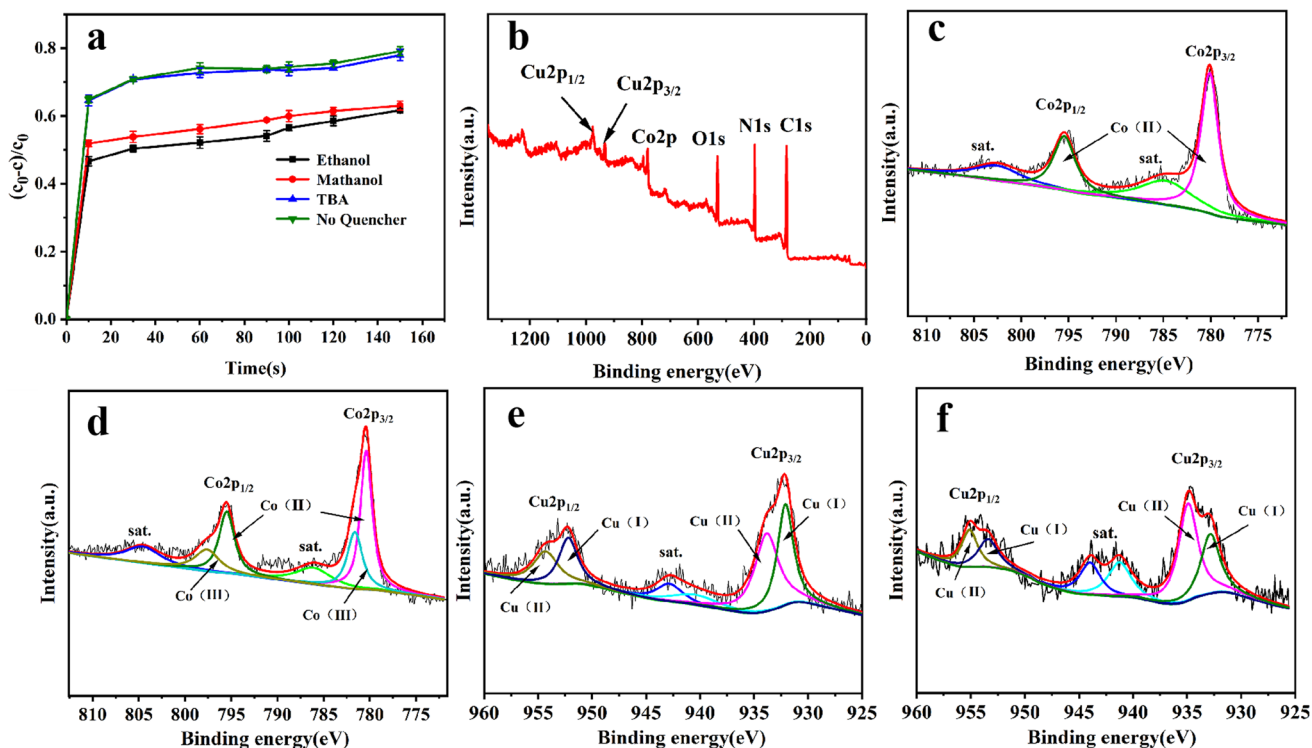 a
(c₀-c)/c₀
0.8
0.6
0.4
0.2
0.0
Ethanol
Mathanol
TBA
No Quencher
0 20 40 60 80 100 120 140 160
Time(s)
b
Intensity(a.u.)
Cu2p₁/₂
Cu2p₃/₂
Co2p
O1s
N1s
C1s
1200 1000 800 600 400 200 0
Binding energy(eV)
c
Intensity(a.u.)
Co2p₃/₂
Co2p₁/₂
Co（II）
sat.
sat.
810 805 800 795 790 785 780 775
Binding energy(eV)
d
Intensity(a.u.)
Co2p₃/₂
Co2p₁/₂
Co（II）
sat.
sat.
Co（III）
Co（III）
810 805 800 795 790 785 780 775
Binding energy(eV)
e
Intensity(a.u.)
Cu2p₃/₂
Cu2p₁/₂
Cu（I）
Cu（II）
Cu（I）
sat.
Cu（II）
960 955 950 945 940 935 930 925
Binding energy(eV)
f
Intensity(a.u.)
Cu2p₃/₂
Cu2p₁/₂
Cu（I）
Cu（II）
Cu（I）
sat.
Cu（II）
960 955 950 945 940 935 930 925
Binding energy(eV)